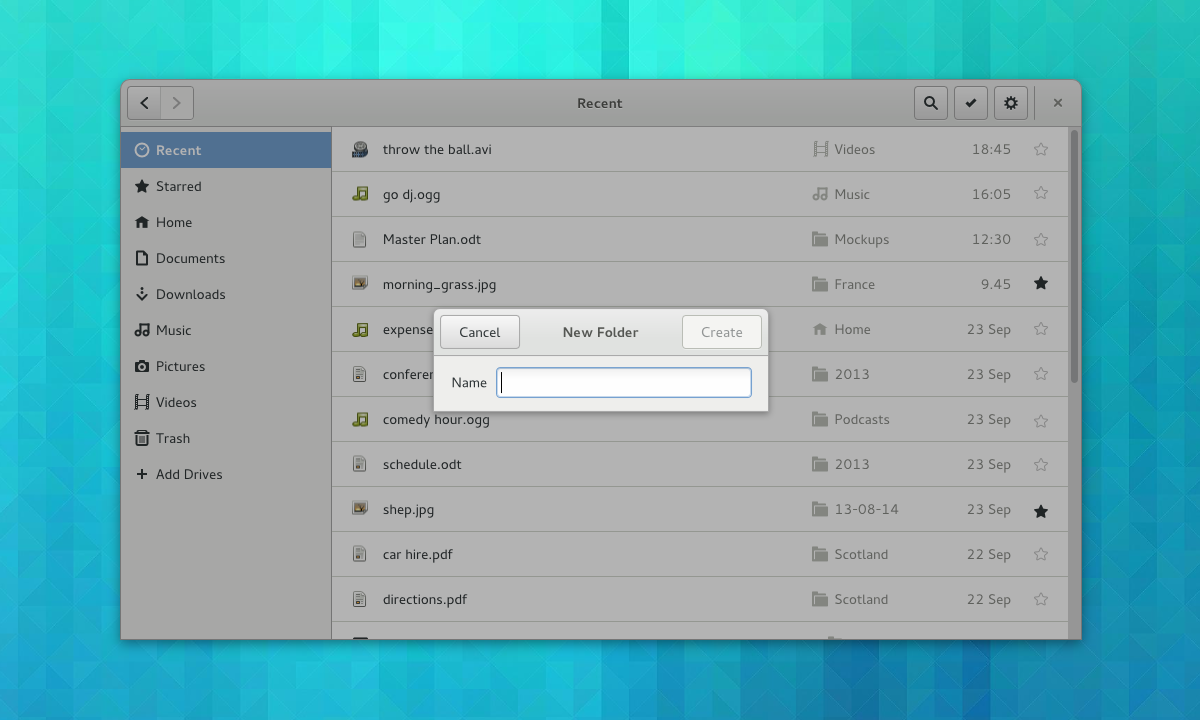 Recent
Recent
Starred
Home
Documents
Downloads
Music
Pictures
Videos
Trash
Add Drives
throw the ball.avi Videos 18:45
go dj.ogg Music 16:05
Master Plan.odt Mockups 12:30
morning_grass.jpg France 9.45
expense Home 23 Sep
conferen 2013 23 Sep
comedy hour.ogg Podcasts 23 Sep
schedule.odt 2013 23 Sep
shep.jpg 13-08-14 23 Sep
car hire.pdf Scotland 22 Sep
directions.pdf Scotland 22 Sep
Cancel New Folder Create
Name